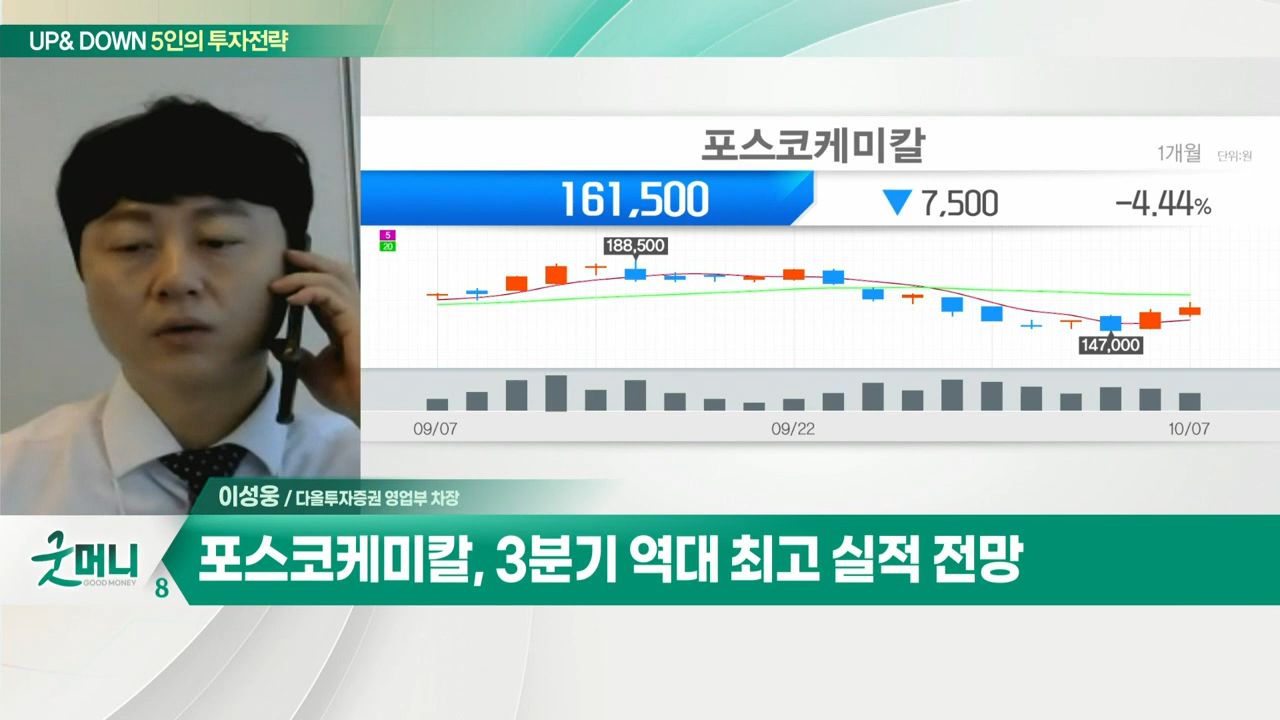 UP& DOWN 5인의 투자전략
포스코케미칼
1개월 단위:원
161,500 ▼ 7,500 -4.44%
5
20
188,500
147,000
09/07 09/22 10/07
이성웅 / 다올투자증권 영업부 차장
굿머니
GOOD MONEY
8
포스코케미칼, 3분기 역대 최고 실적 전망